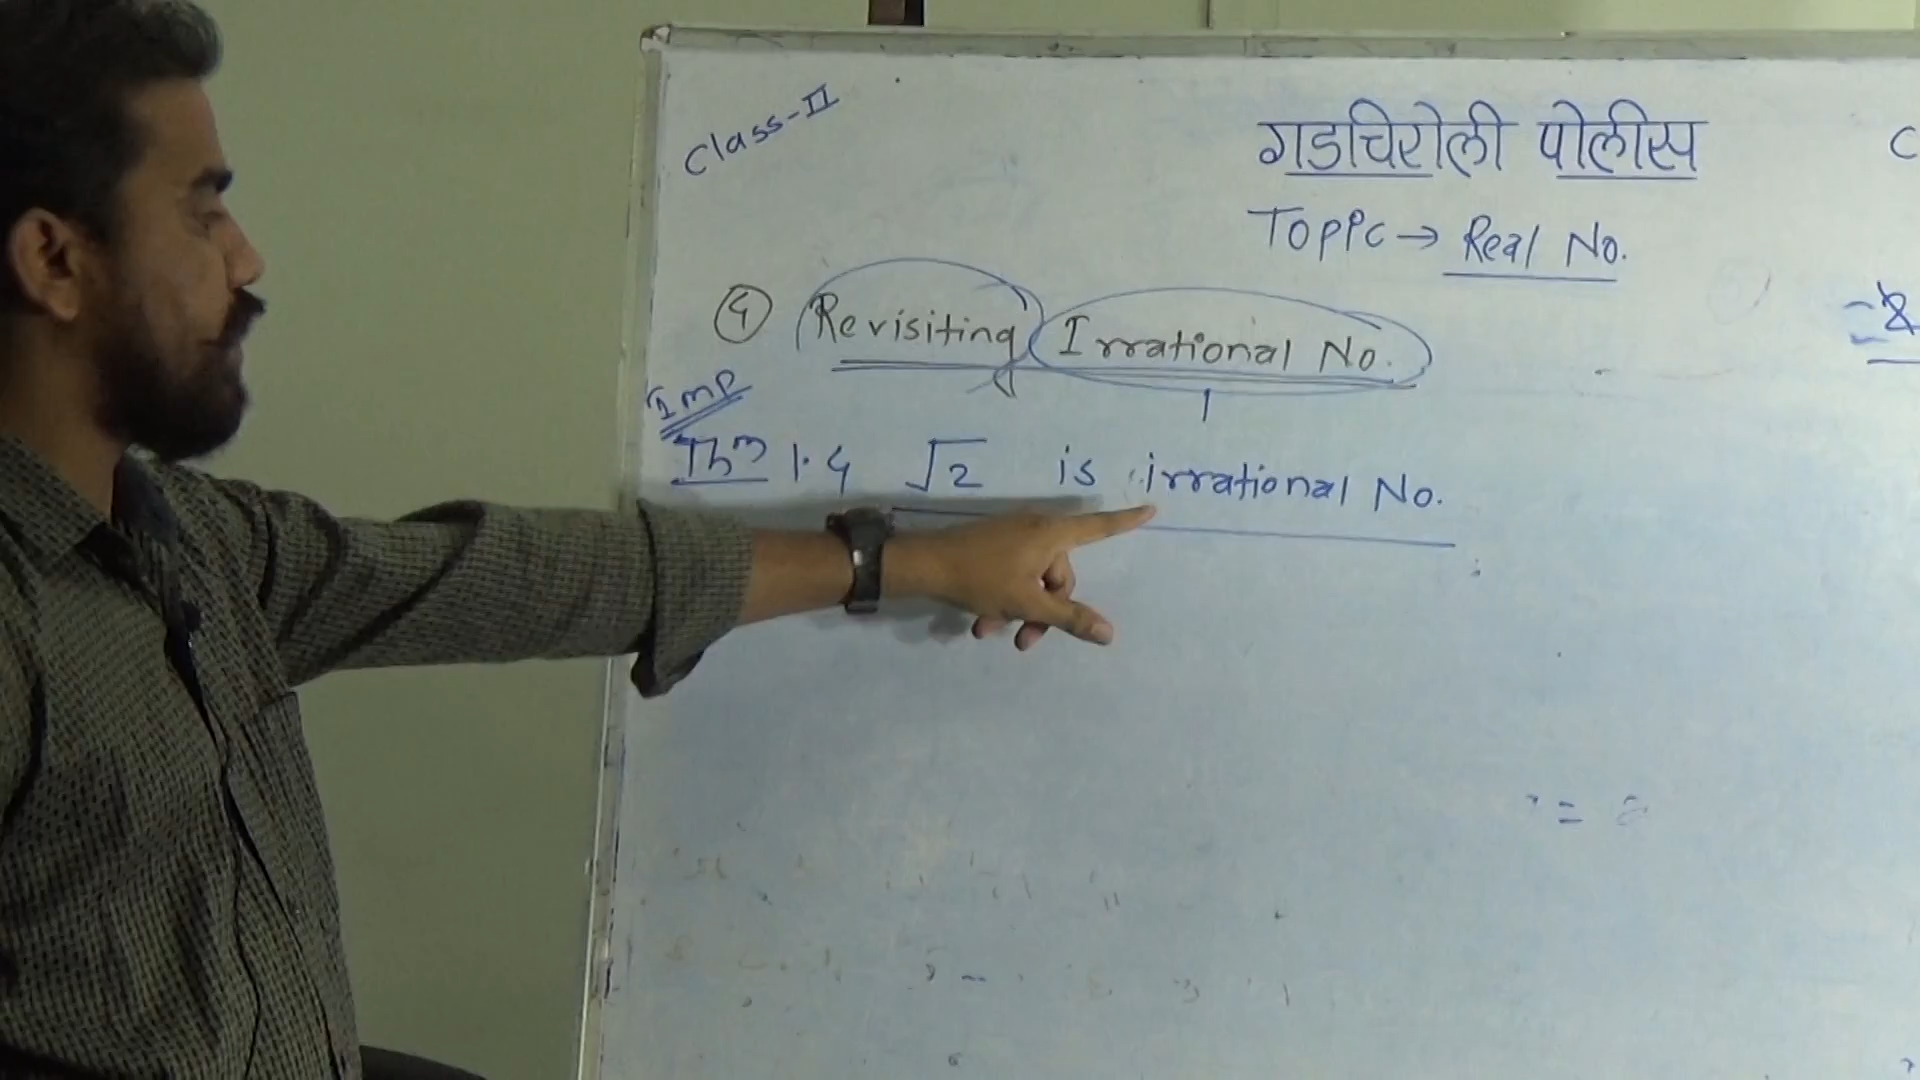 Class-II
गडचिरोली पोलीस
Topic → Real No.
④ Revisiting Irrational No.
Imp
Thm 1.4 √2 is irrational No.